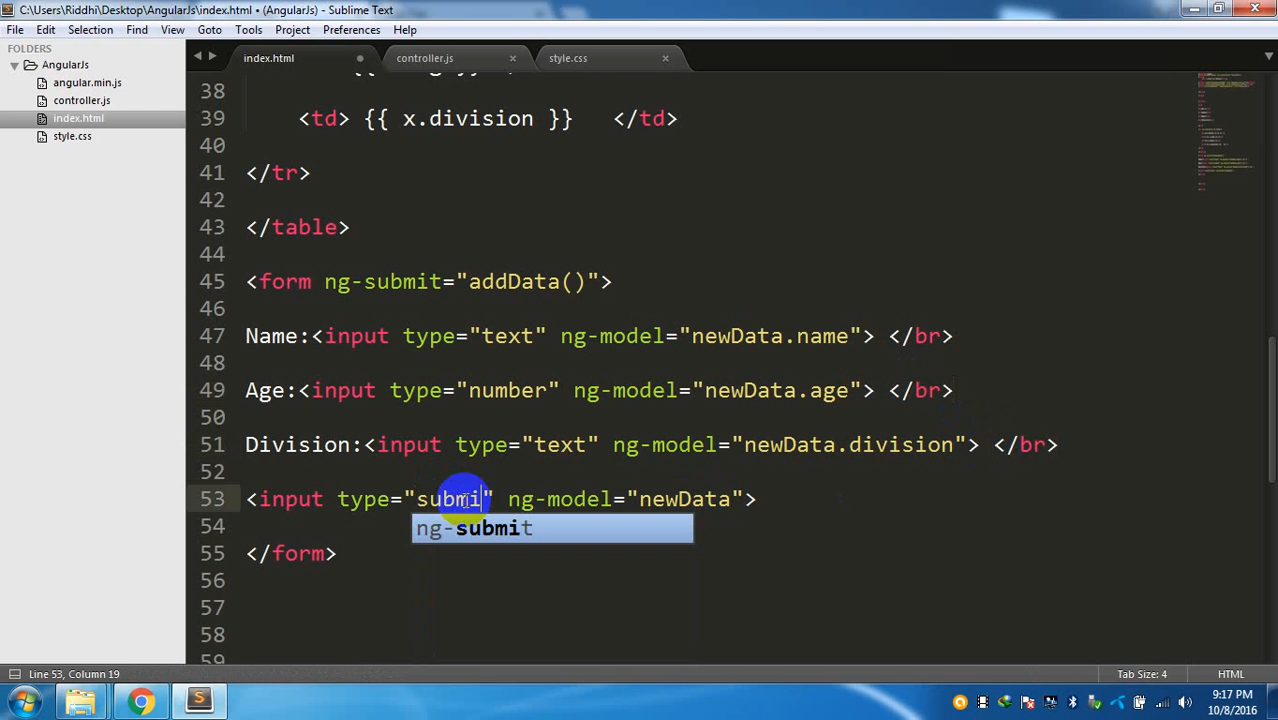 C:\Users\Riddhi\Desktop\AngularJs\index.html • (AngularJs) - Sublime Text
File Edit Selection Find View Goto Tools Project Preferences Help
FOLDERS
AngularJs
angular.min.js
controller.js
index.html
style.css
index.html controller.js style.css
38
39 <td> {{ x.division }} </td>
40
41 </tr>
42
43 </table>
44
45 <form ng-submit="addData()">
46
47 Name:<input type="text" ng-model="newData.name"> </br>
48
49 Age:<input type="number" ng-model="newData.age"> </br>
50
51 Division:<input type="text" ng-model="newData.division"> </br>
52
53 <input type="submi" ng-model="newData">
ng-submit
54
55 </form>
56
57
58
59
Line 53, Column 19 Tab Size: 4 HTML
9:17 PM
10/8/2016